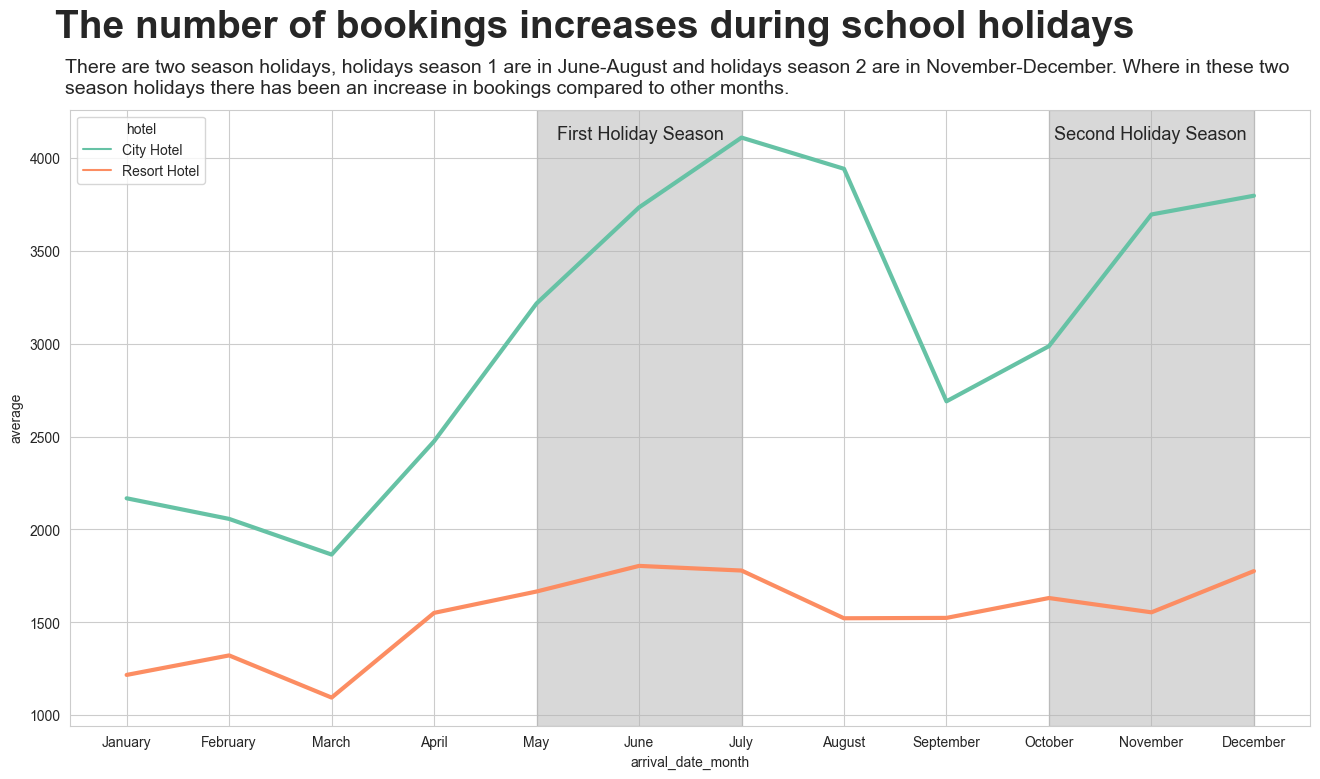 The number of bookings increases during school holidays
There are two season holidays, holidays season 1 are in June-August and holidays season 2 are in November-December. Where in these two
season holidays there has been an increase in bookings compared to other months.
hotel
City Hotel
Resort Hotel
First Holiday Season
Second Holiday Season
4000
3500
3000
2500
2000
1500
1000
average
January February March April May June July August September October November December
arrival_date_month